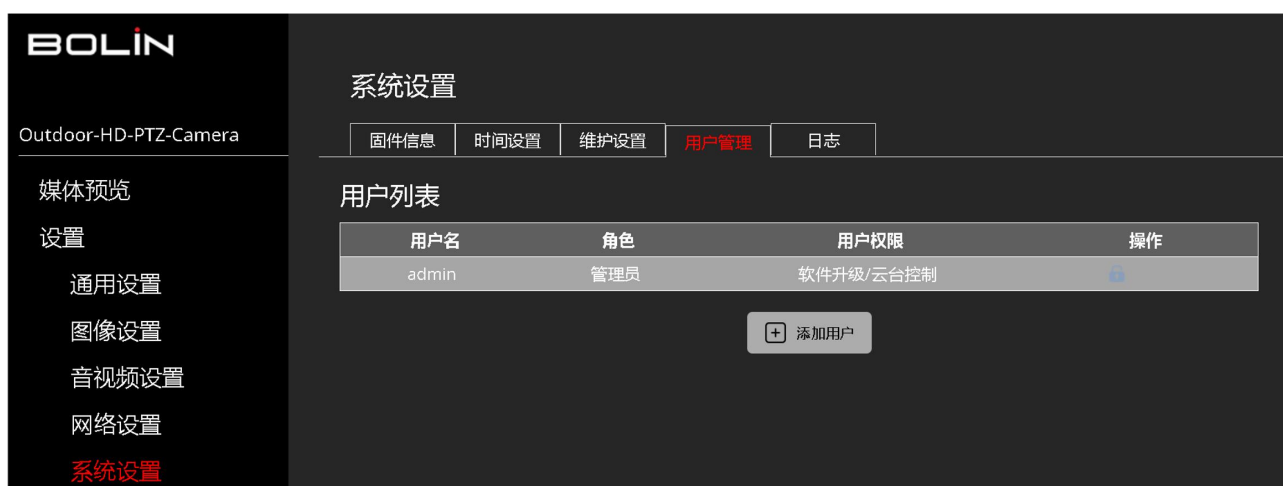 BOLIN
Outdoor-HD-PTZ-Camera
媒体预览
设置
通用设置
图像设置
音视频设置
网络设置
系统设置
系统设置
固件信息 时间设置 维护设置 用户管理 日志
用户列表
用户名 角色 用户权限 操作
admin 管理员 软件升级/云台控制
添加用户